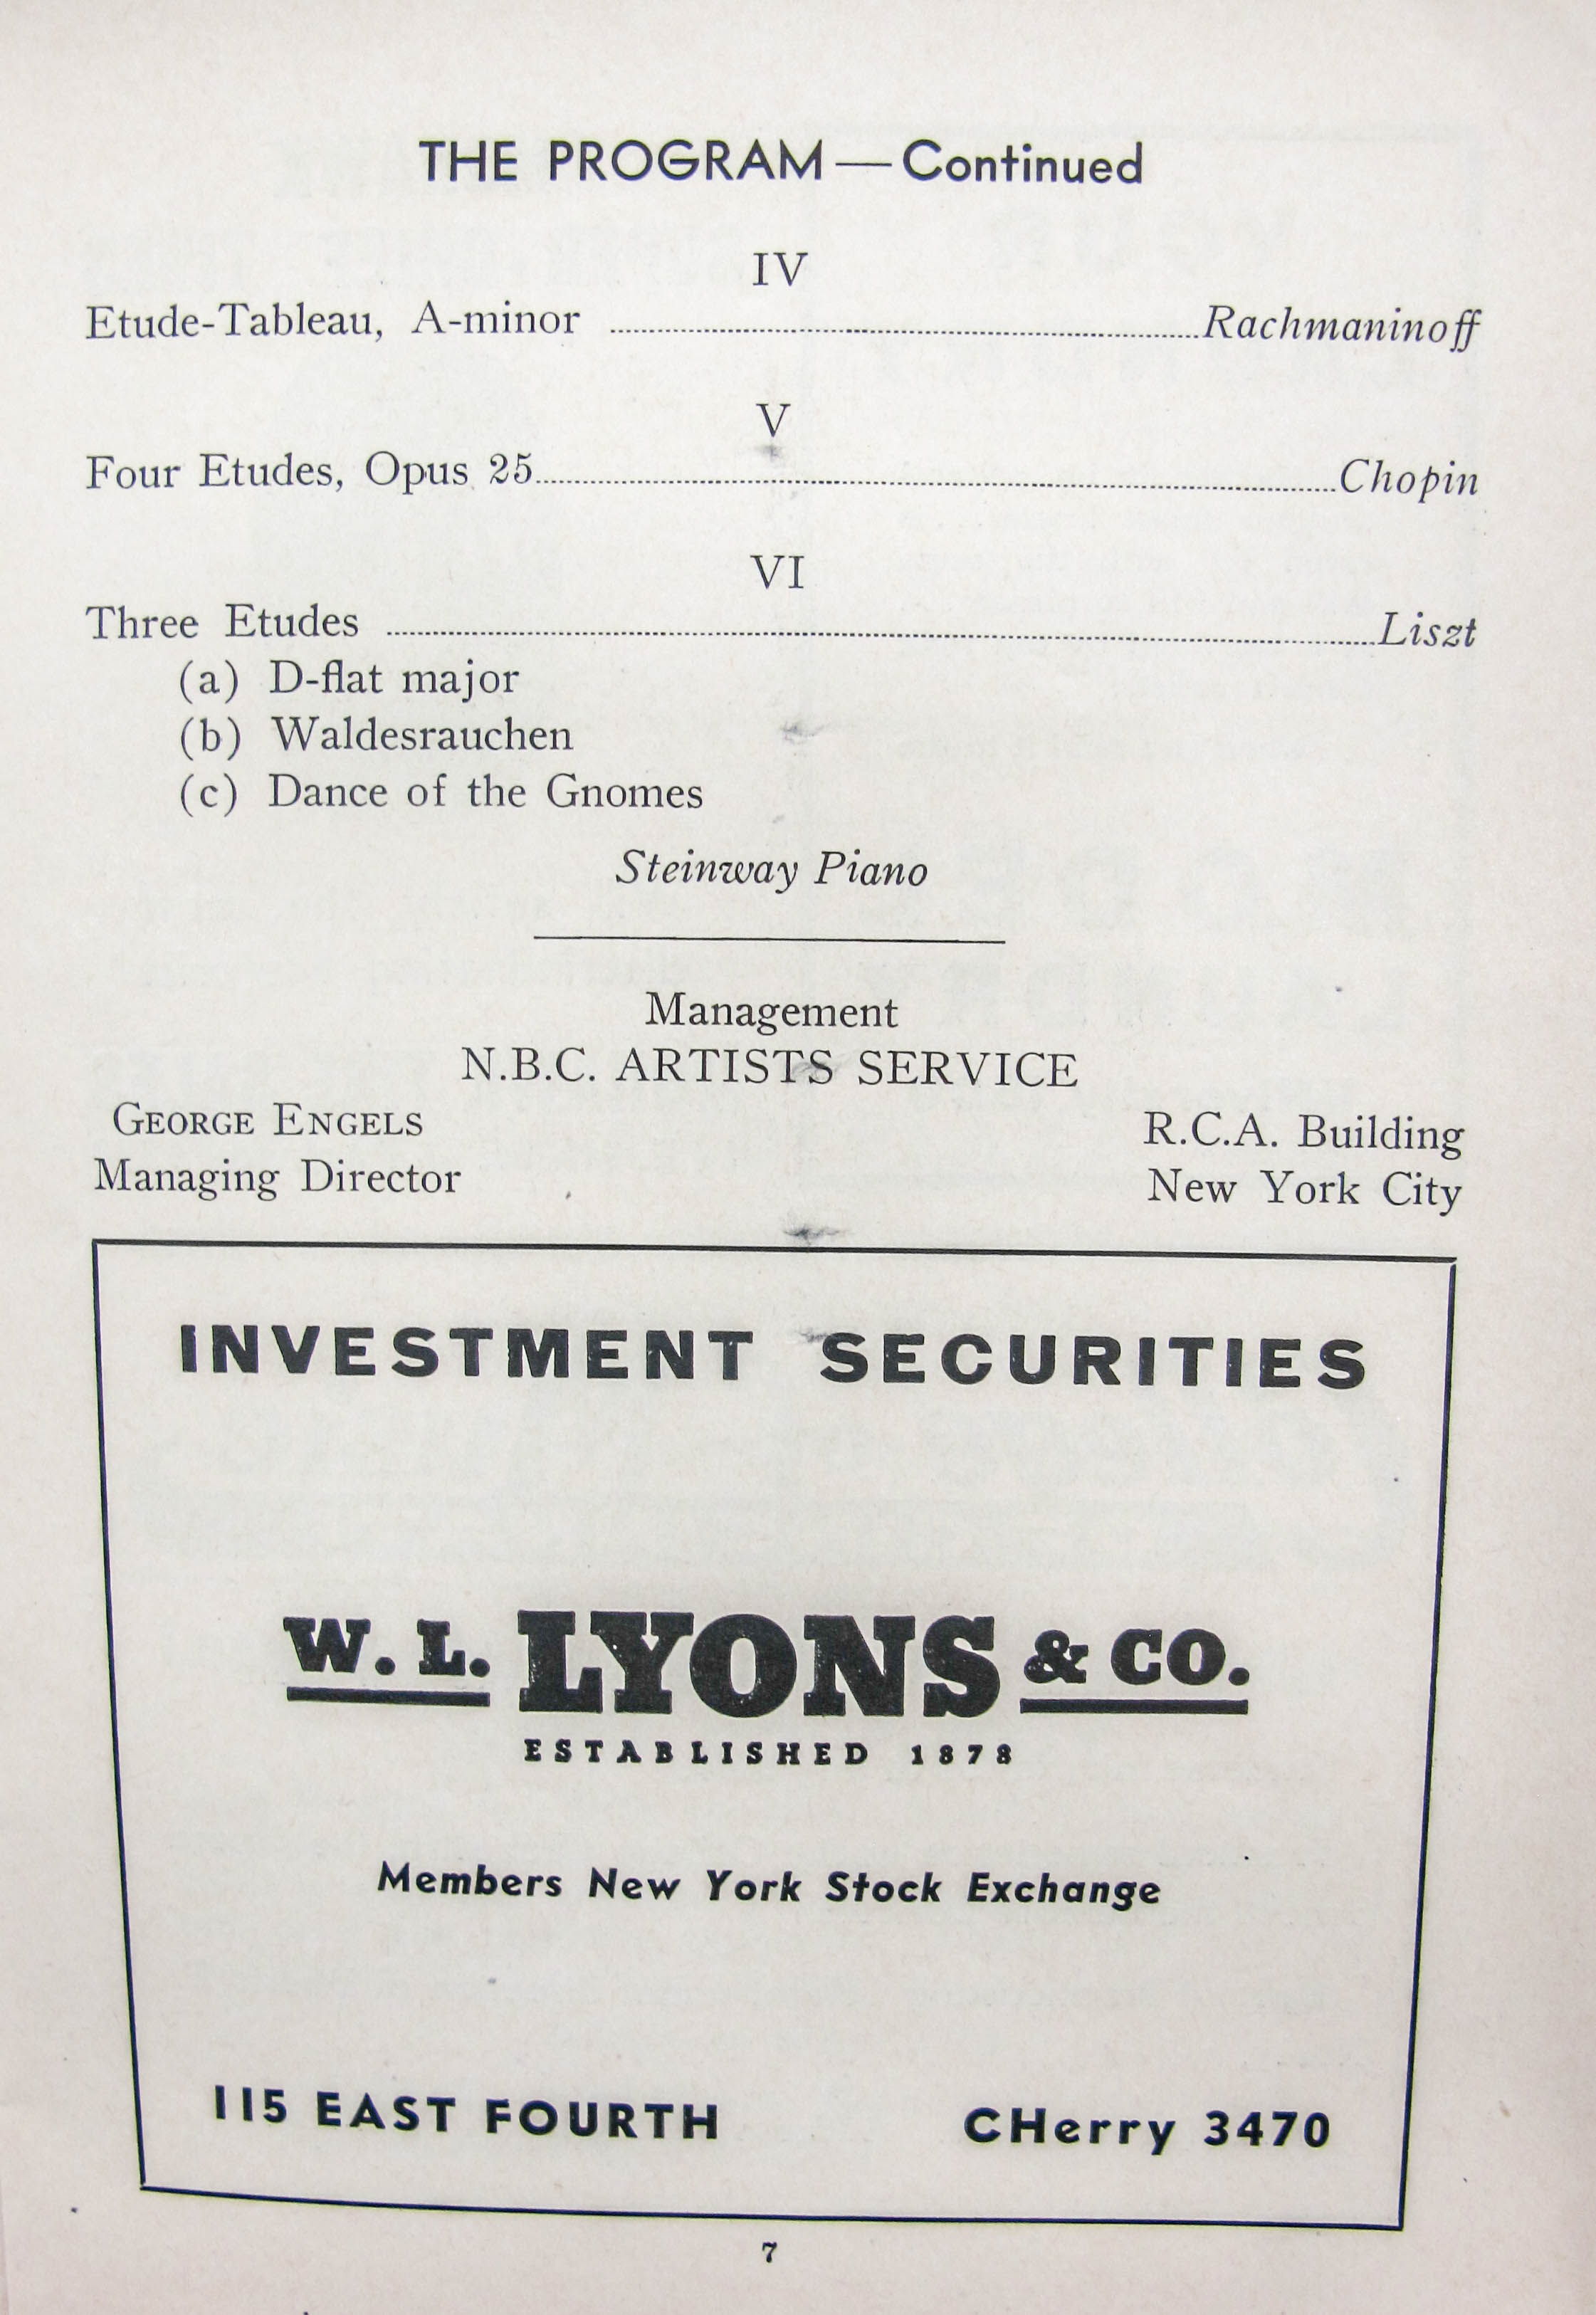 THE PROGRAM — Continued
IV
Etude-Tableau, A-minor ........ Rachmaninoff
V
Four Etudes, Opus 25 ........ Chopin
VI
Three Etudes ........ Liszt
(a) D-flat major
(b) Waldesrauchen
(c) Dance of the Gnomes
Steinway Piano
Management
N.B.C. ARTISTS SERVICE
GEORGE ENGELS R.C.A. Building
Managing Director New York City
INVESTMENT SECURITIES
W. L. LYONS & CO.
ESTABLISHED 1878
Members New York Stock Exchange
115 EAST FOURTH CHerry 3470
7